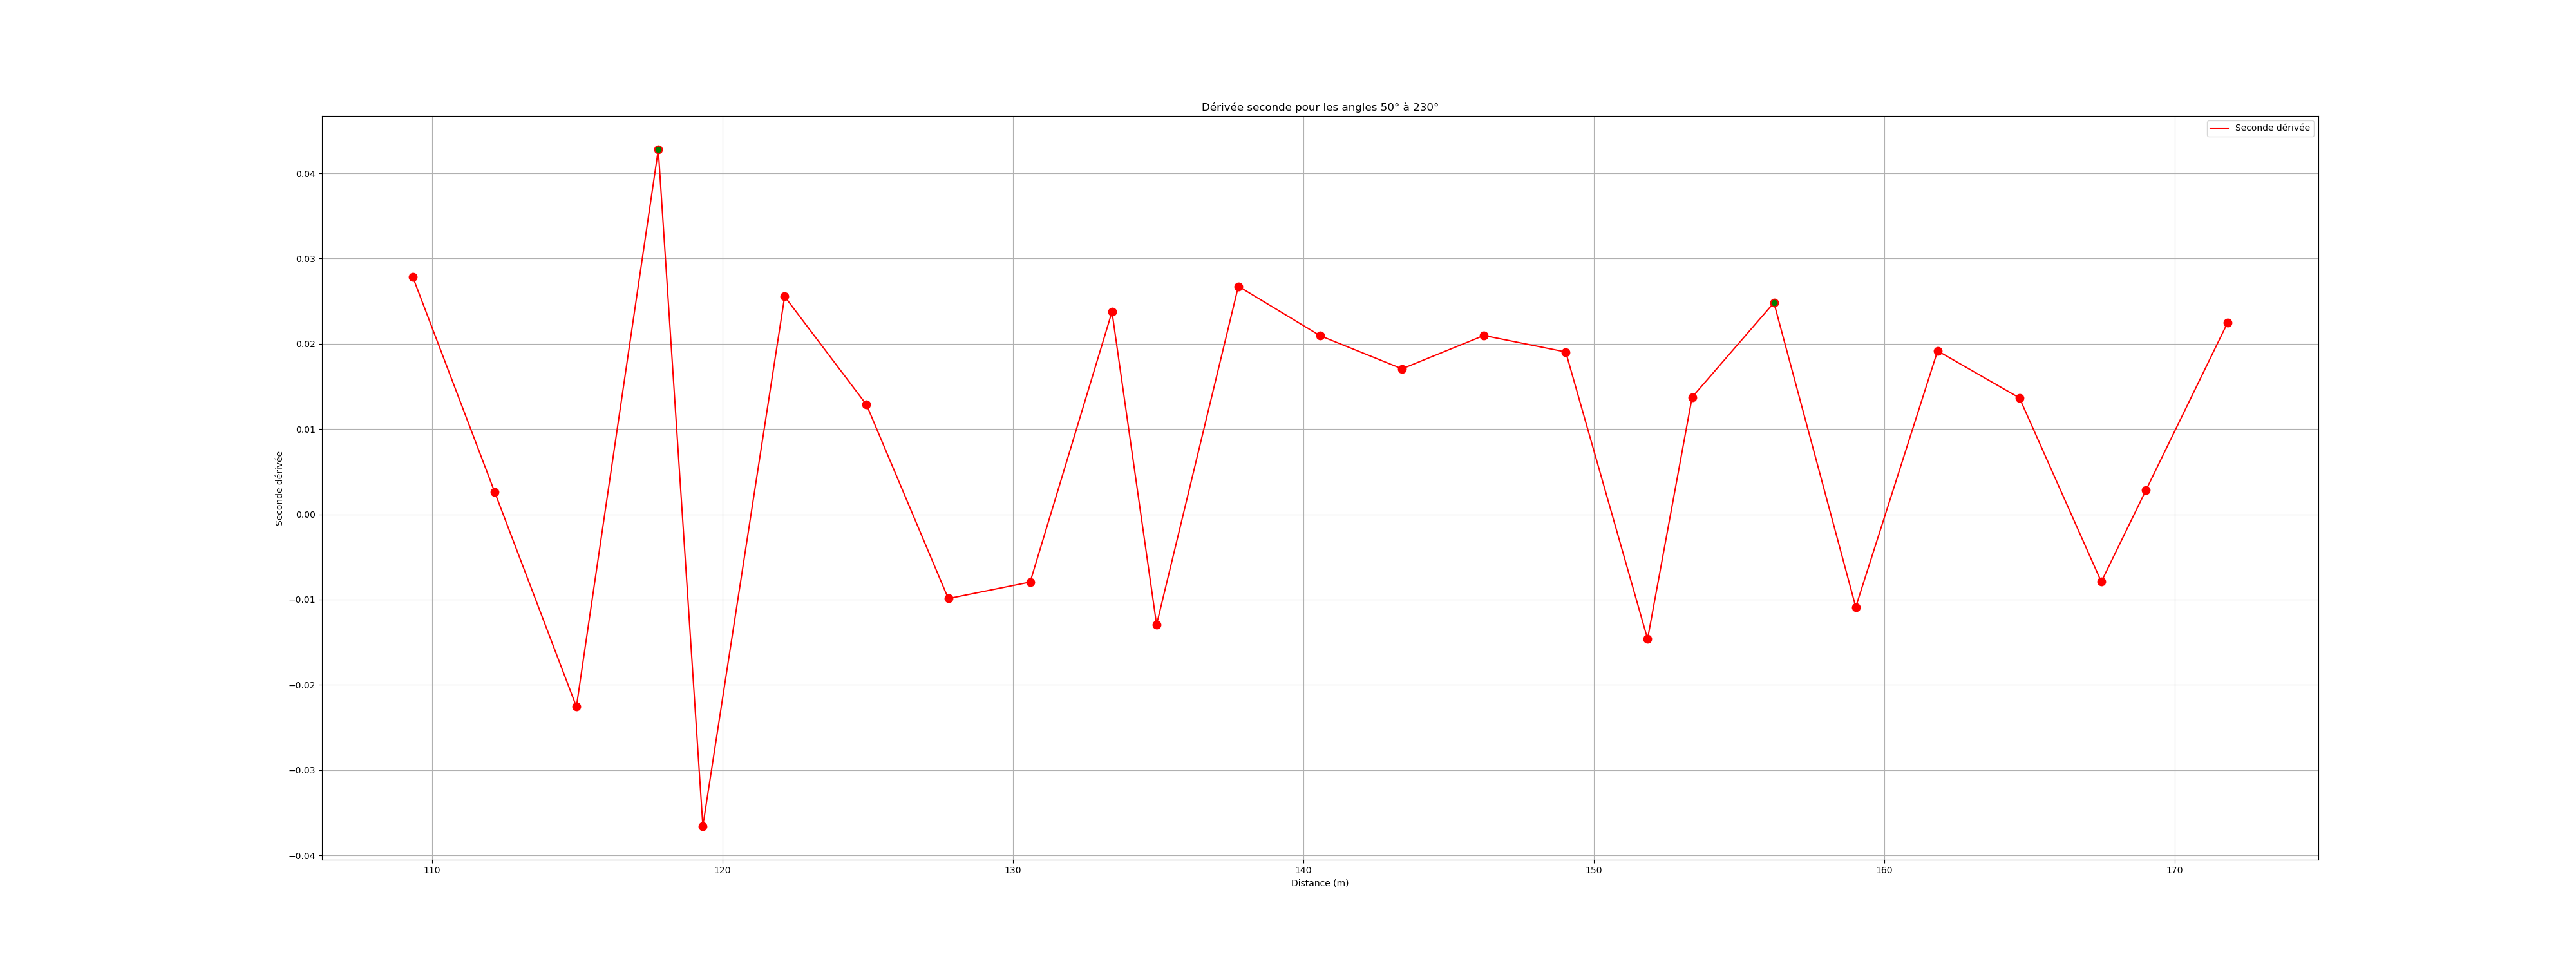 Dérivée seconde pour les angles 50° à 230°
Seconde dérivée
0.04
0.03
0.02
0.01
0.00
−0.01
−0.02
−0.03
−0.04
Seconde dérivée
110 120 130 140 150 160 170
Distance (m)